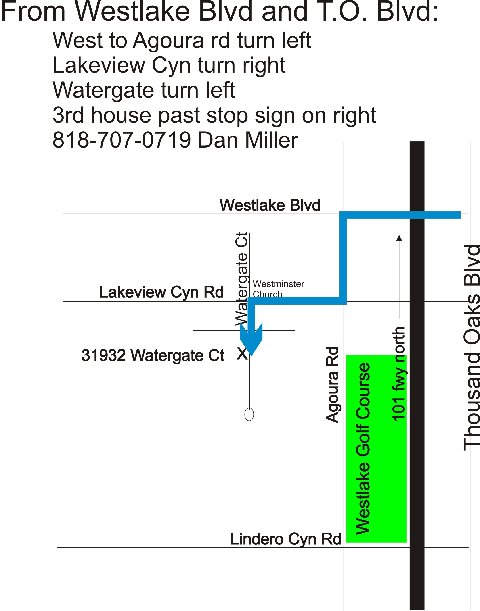 From Westlake Blvd and T.O. Blvd:
West to Agoura rd turn left
Lakeview Cyn turn right
Watergate turn left
3rd house past stop sign on right
818-707-0719 Dan Miller
Westlake Blvd
Watergate Ct
Westminster
Church
Lakeview Cyn Rd
31932 Watergate Ct X
Agoura Rd
Westlake Golf Course
101 fwy north
Thousand Oaks Blvd
Lindero Cyn Rd